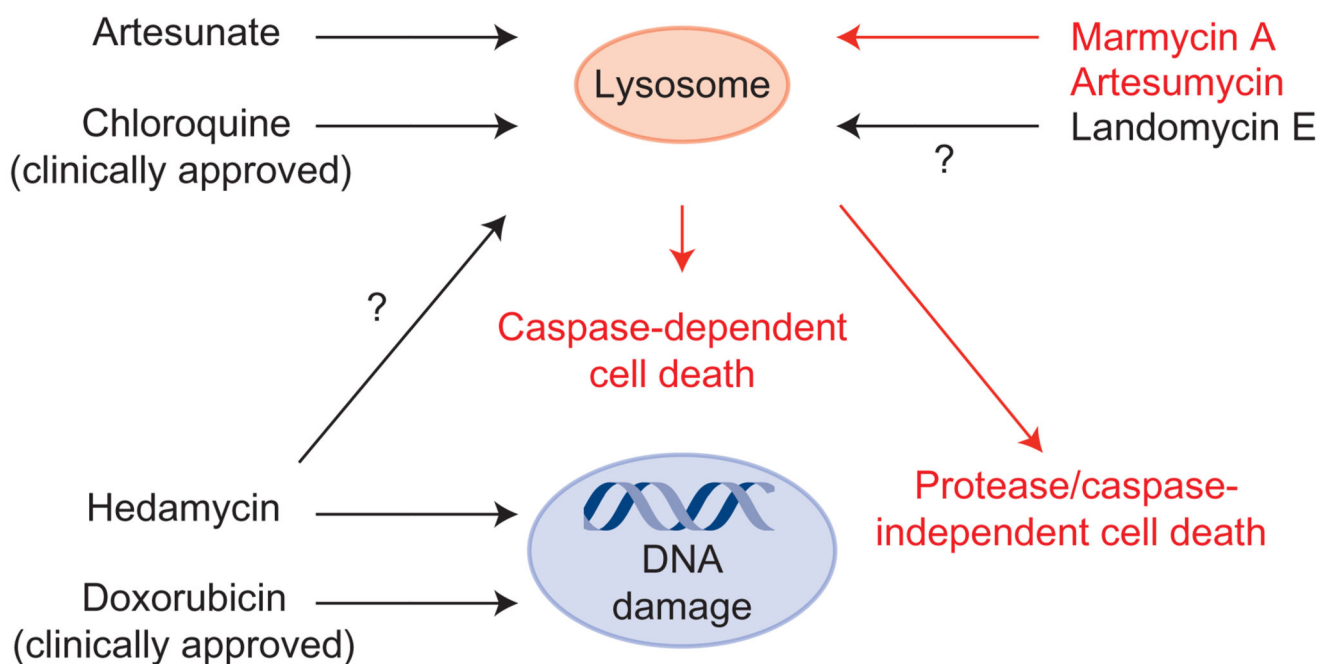 Artesunate
Chloroquine
(clinically approved)
Lysosome
Marmycin A
Artesumycin
Landomycin E
?
?
Caspase-dependent
cell death
Hedamycin
Doxorubicin
(clinically approved)
DNA
damage
Protease/caspase-
independent cell death